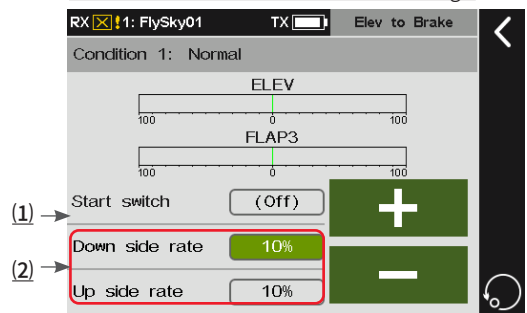 RX !1: FlySky01 TX Elev to Brake
Condition 1: Normal
ELEV
100 0 100
FLAP3
100 0 100
Start switch (Off)
(1)
Down side rate 10%
(2)
Up side rate 10%